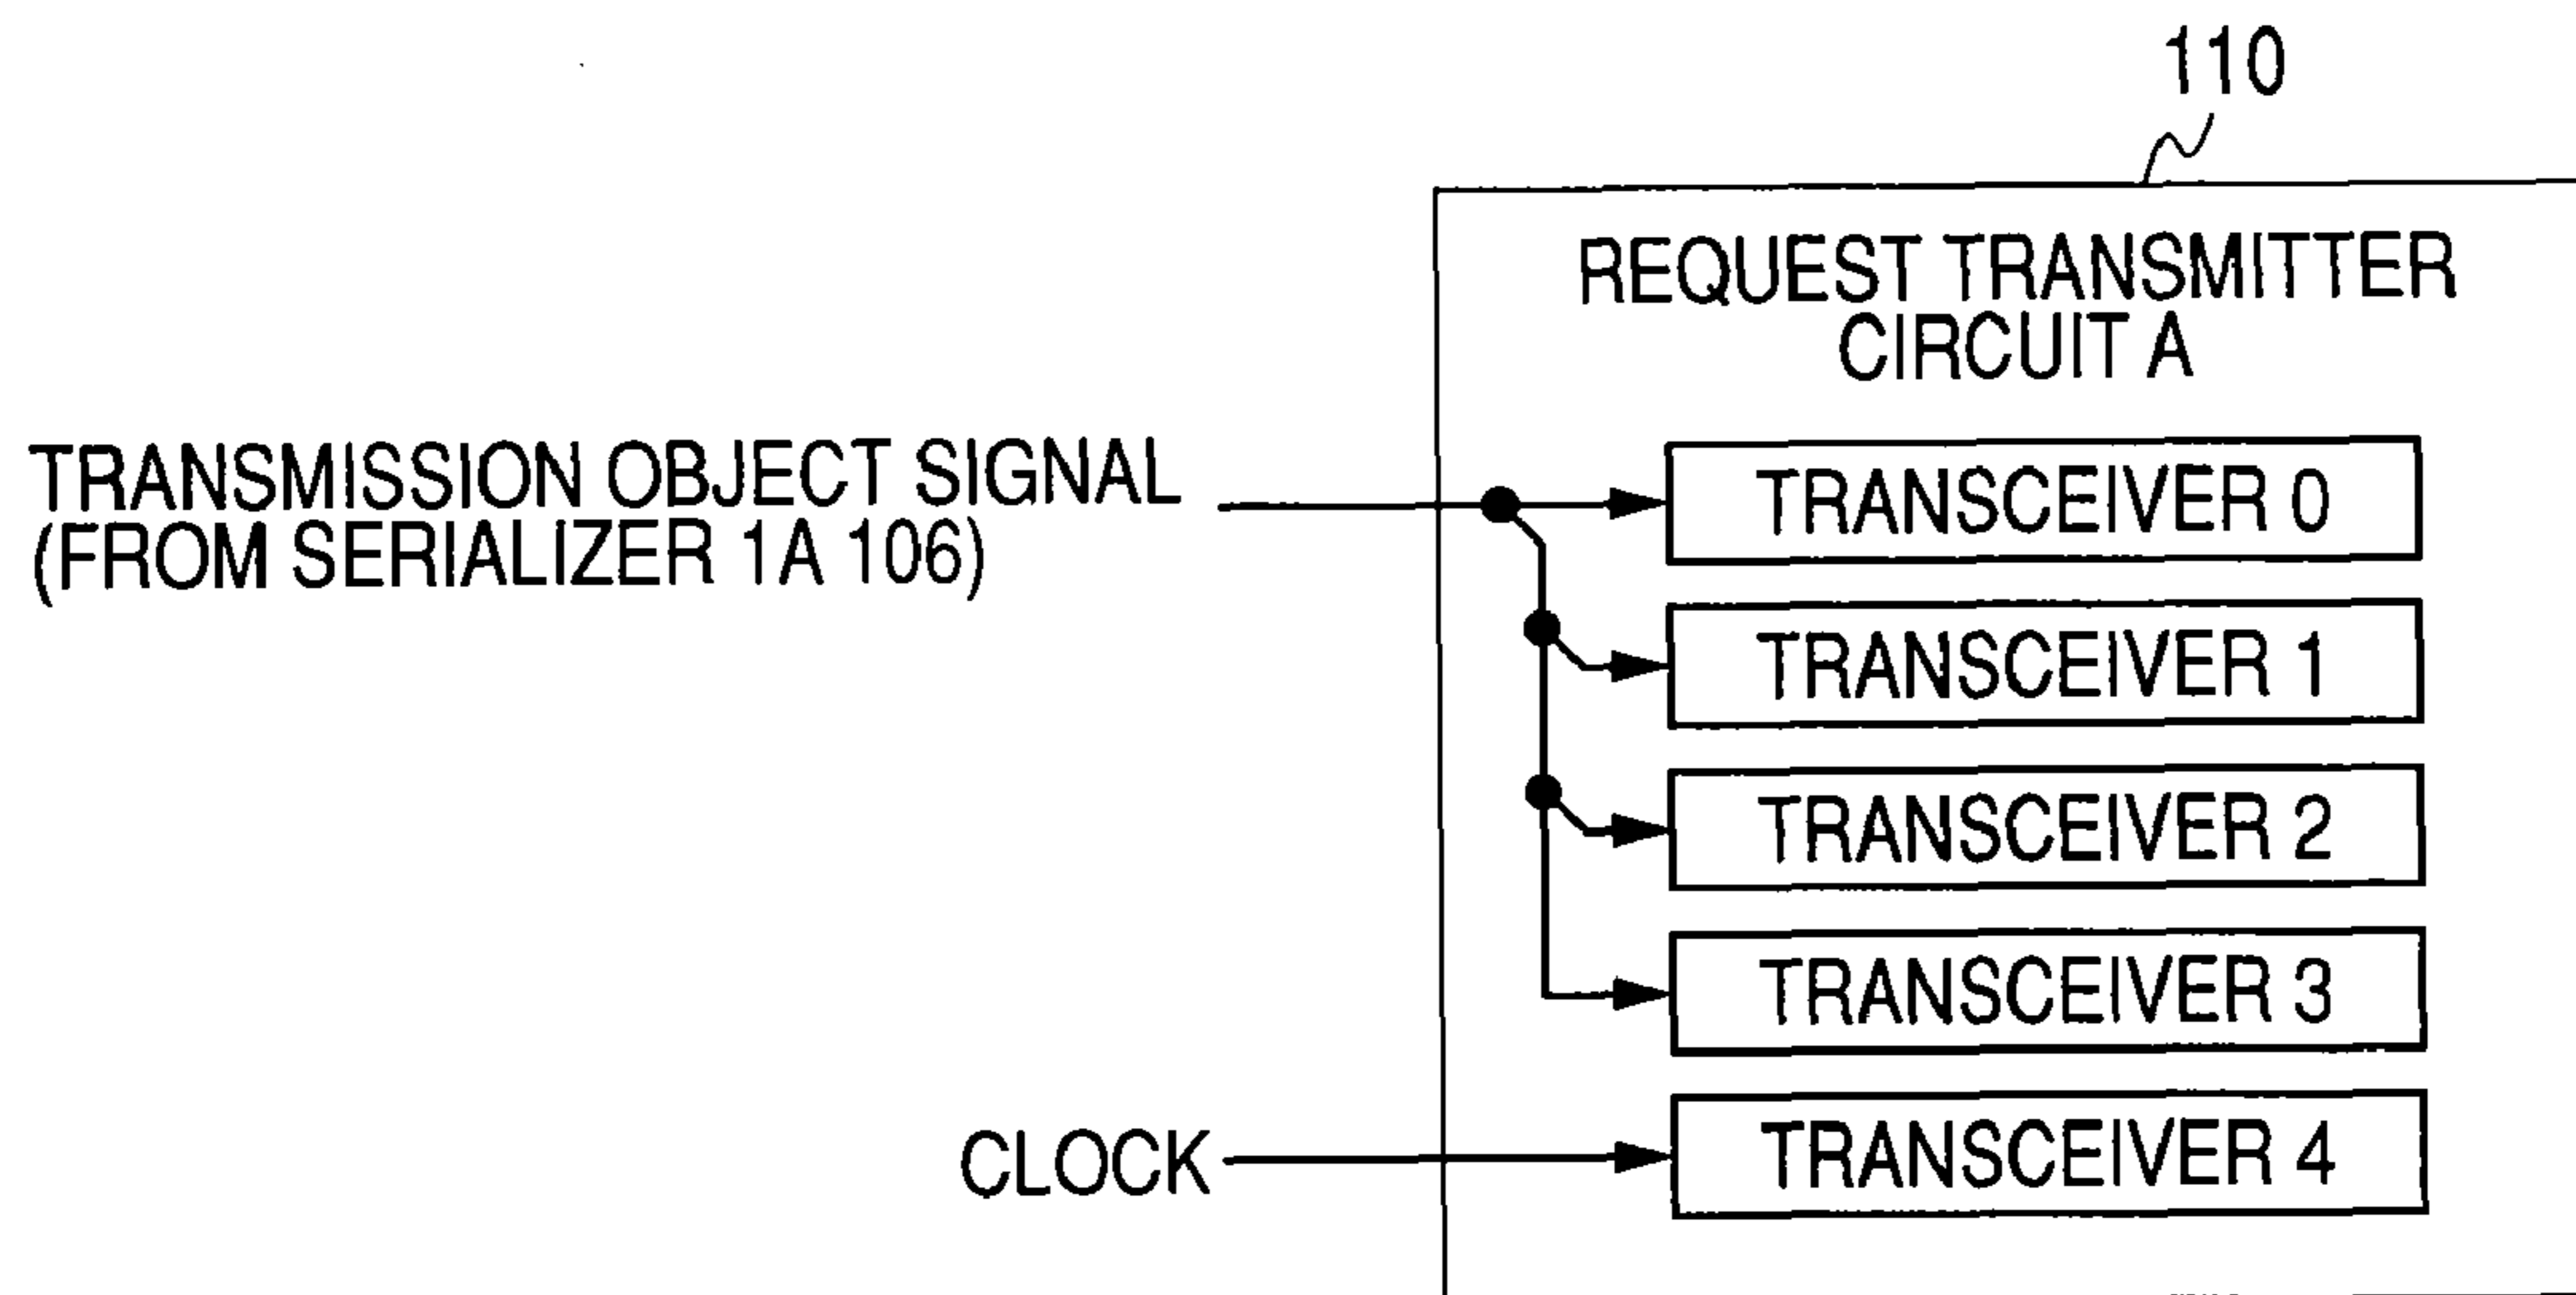 110
REQUEST TRANSMITTER
CIRCUIT A
TRANSMISSION OBJECT SIGNAL
(FROM SERIALIZER 1A 106)
TRANSCEIVER 0
TRANSCEIVER 1
TRANSCEIVER 2
TRANSCEIVER 3
CLOCK
TRANSCEIVER 4